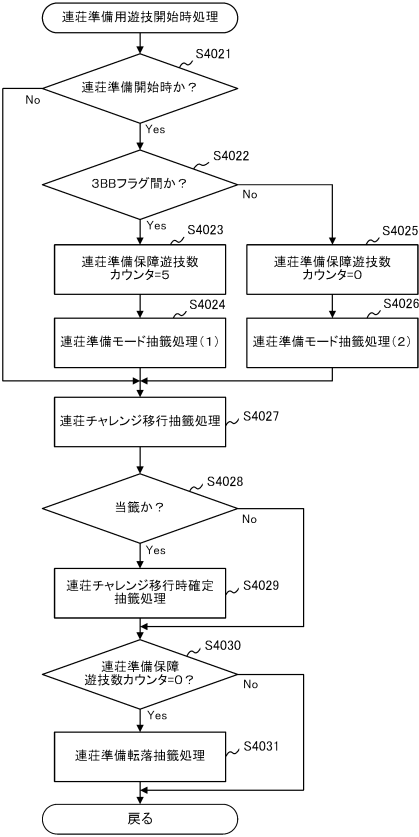 連荘準備用遊技開始時処理
S4021
連荘準備開始時か？
No
Yes
S4022
3BBフラグ間か？
No
Yes
S4023
連荘準備保障遊技数
カウンタ=5
S4025
連荘準備保障遊技数
カウンタ=0
S4024
連荘準備モード抽籤処理(1)
S4026
連荘準備モード抽籤処理(2)
連荘チャレンジ移行抽籤処理
S4027
S4028
当籤か？
No
Yes
連荘チャレンジ移行時確定
抽籤処理
S4029
S4030
連荘準備保障
遊技数カウンタ=0？
No
Yes
連荘準備転落抽籤処理
S4031
戻る